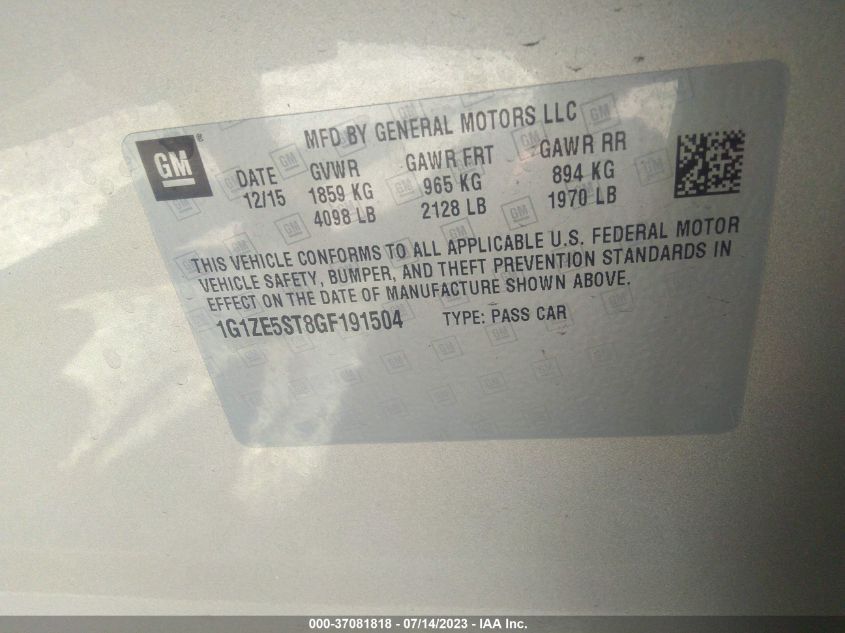 MFD BY GENERAL MOTORS LLC
GM®
DATE GVWR GAWR FRT GAWR RR
12/15 1859 KG 965 KG 894 KG
4098 LB 2128 LB 1970 LB
THIS VEHICLE CONFORMS TO ALL APPLICABLE U.S. FEDERAL MOTOR
VEHICLE SAFETY, BUMPER, AND THEFT PREVENTION STANDARDS IN
EFFECT ON THE DATE OF MANUFACTURE SHOWN ABOVE.
1G1ZE5ST8GF191504 TYPE: PASS CAR
000-37081818 - 07/14/2023 - IAA Inc.